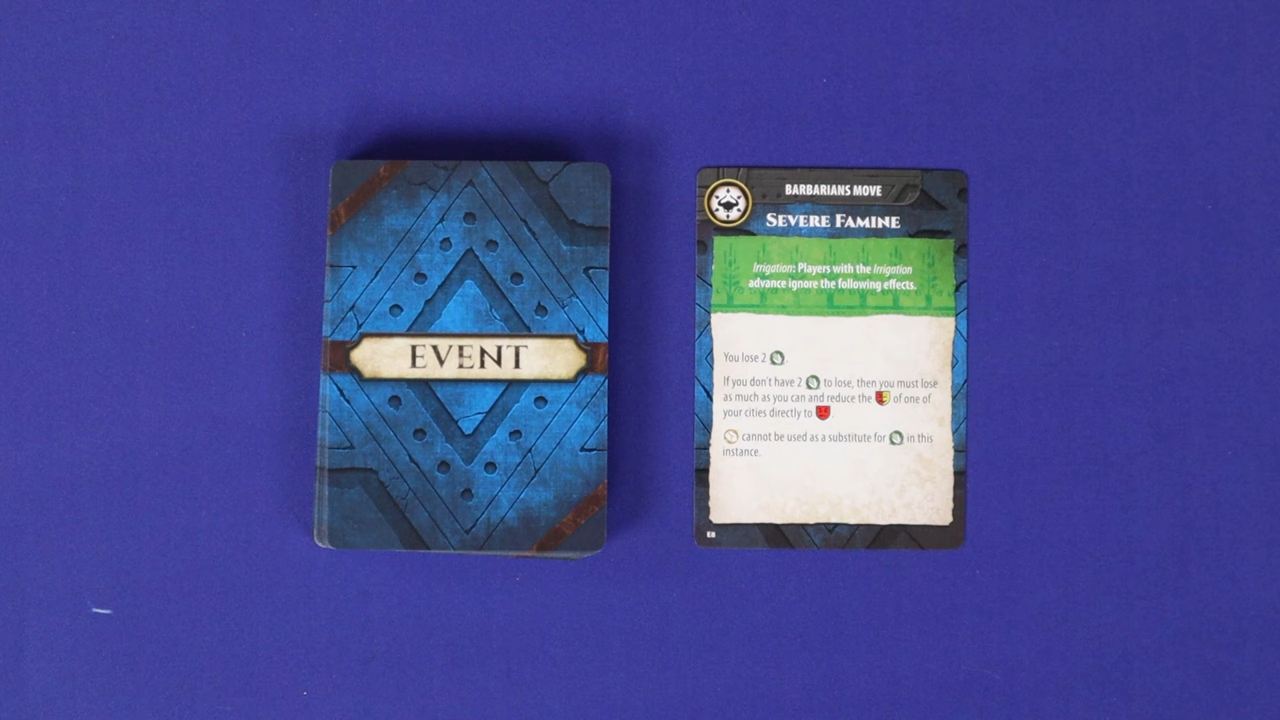 EVENT
BARBARIANS MOVE
SEVERE FAMINE
Irrigation: Players with the Irrigation
advance ignore the following effects.
You lose 2 .
If you don't have 2 to lose, then you must lose
as much as you can and reduce the of one of
your cities directly to .
cannot be used as a substitute for in this
instance.
E8